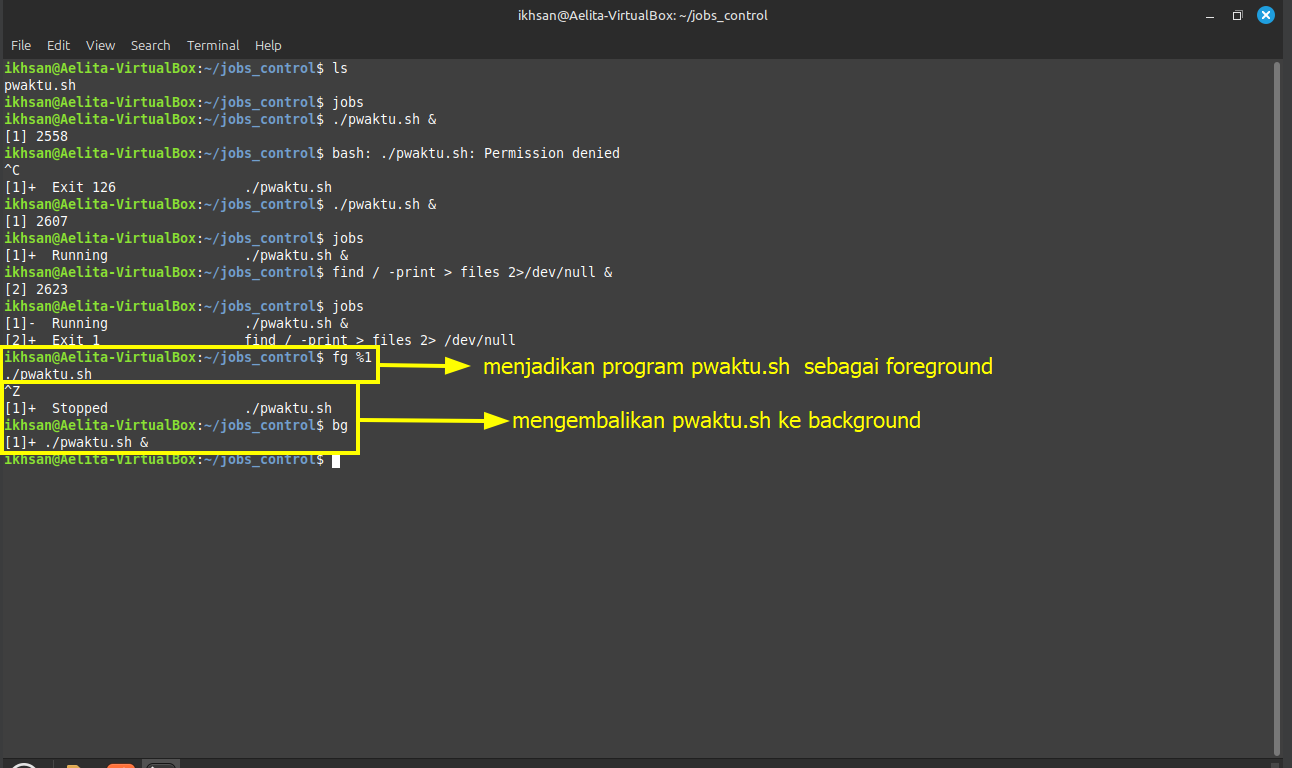 ikhsan@Aelita-VirtualBox: ~/jobs_control
File Edit View Search Terminal Help
ikhsan@Aelita-VirtualBox:~/jobs_control$ ls
pwaktu.sh
ikhsan@Aelita-VirtualBox:~/jobs_control$ jobs
ikhsan@Aelita-VirtualBox:~/jobs_control$ ./pwaktu.sh &
[1] 2558
ikhsan@Aelita-VirtualBox:~/jobs_control$ bash: ./pwaktu.sh: Permission denied
^C
[1]+  Exit 126                ./pwaktu.sh
ikhsan@Aelita-VirtualBox:~/jobs_control$ ./pwaktu.sh &
[1] 2607
ikhsan@Aelita-VirtualBox:~/jobs_control$ jobs
[1]+  Running                 ./pwaktu.sh &
ikhsan@Aelita-VirtualBox:~/jobs_control$ find / -print > files 2>/dev/null &
[2] 2623
ikhsan@Aelita-VirtualBox:~/jobs_control$ jobs
[1]-  Running                 ./pwaktu.sh &
[2]+  Exit 1                  find / -print > files 2> /dev/null
ikhsan@Aelita-VirtualBox:~/jobs_control$ fg %1
menjadikan program pwaktu.sh  sebagai foreground
./pwaktu.sh
^Z
[1]+  Stopped                 ./pwaktu.sh
ikhsan@Aelita-VirtualBox:~/jobs_control$ bg
mengembalikan pwaktu.sh ke background
[1]+ ./pwaktu.sh &
ikhsan@Aelita-VirtualBox:~/jobs_control$